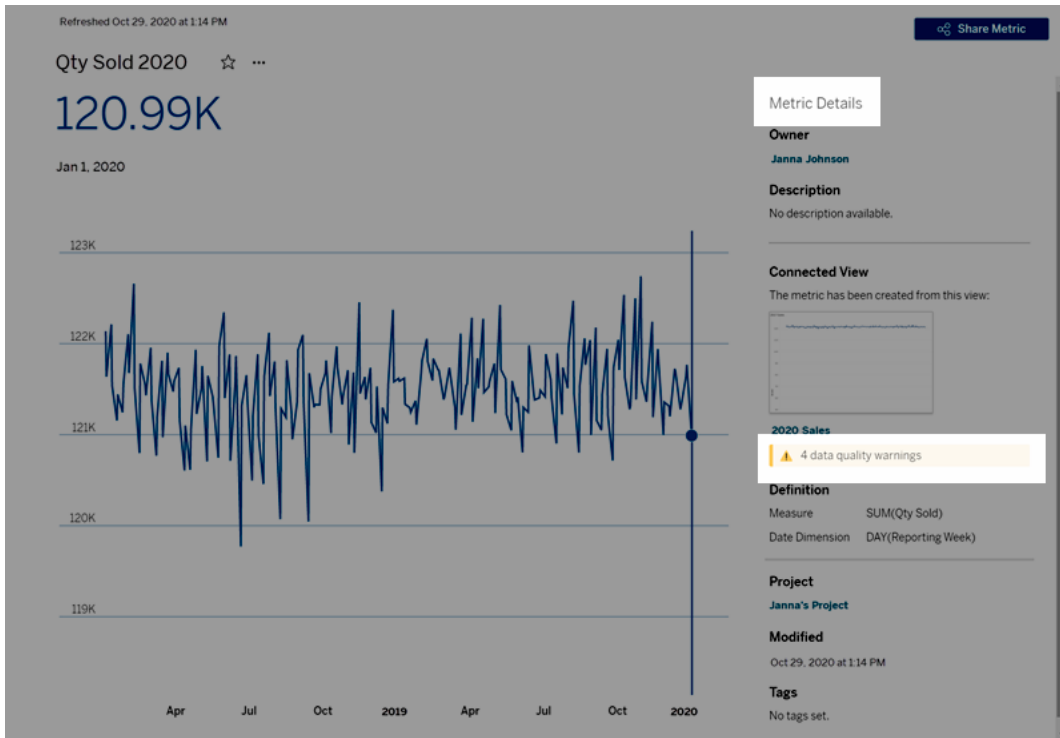 Refreshed Oct 29, 2020 at 1:14 PM
Share Metric
Qty Sold 2020
120.99K
Jan 1, 2020
123K
122K
121K
120K
119K
Apr
Jul
Oct
2019
Apr
Jul
Oct
2020
Metric Details
Owner
Janna Johnson
Description
No description available.
Connected View
The metric has been created from this view:
2020 Sales
4 data quality warnings
Definition
Measure SUM(Qty Sold)
Date Dimension DAY(Reporting Week)
Project
Janna's Project
Modified
Oct 29, 2020 at 1:14 PM
Tags
No tags set.